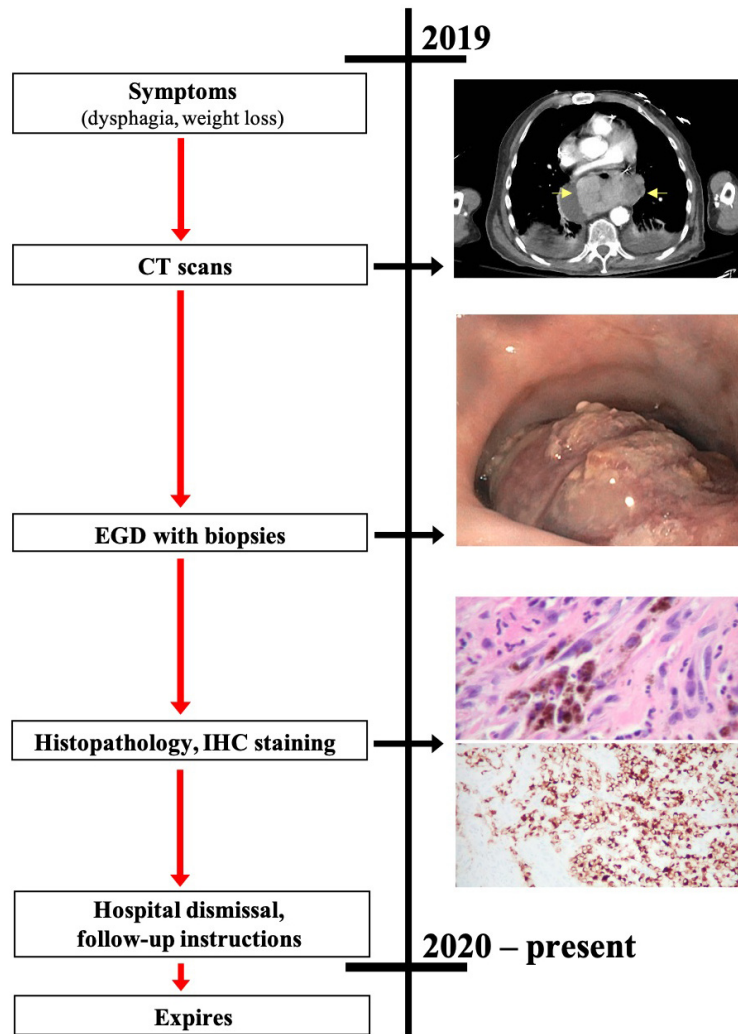 2019
Symptoms
(dysphagia, weight loss)
CT scans
EGD with biopsies
Histopathology, IHC staining
Hospital dismissal,
follow-up instructions
2020 – present
Expires